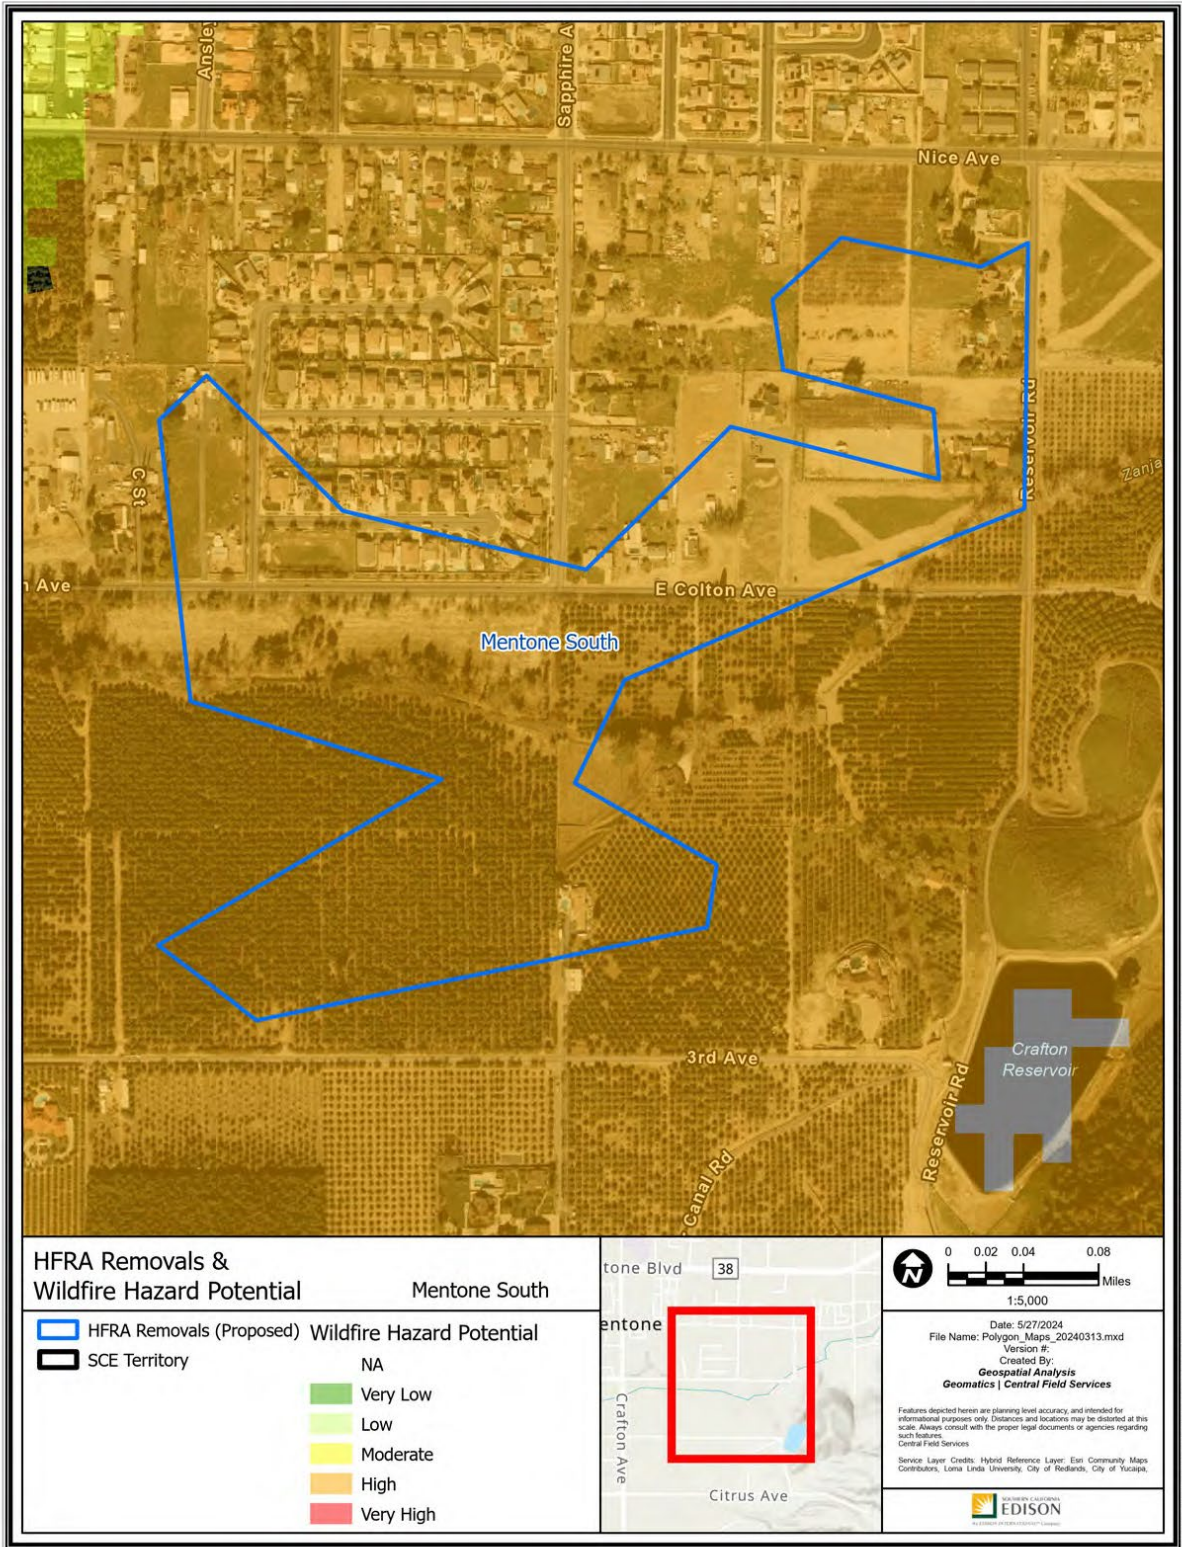 Ansle
Sapphire A
Nice Ave
Reservoir Rd
Zanja
C St
n Ave
E Colton Ave
Mentone South
3rd Ave
Crafton
Reservoir
Reservoir Rd
Canal Rd
HFRA Removals &
Wildfire Hazard Potential
Mentone South
HFRA Removals (Proposed)
SCE Territory
Wildfire Hazard Potential
NA
Very Low
Low
Moderate
High
Very High
tone Blvd
38
entone
Crafton Ave
Citrus Ave
N
0 0.02 0.04 0.08
Miles
1:5,000
Date: 5/27/2024
File Name: Polygon_Maps_20240313.mxd
Version #:
Created By:
Geospatial Analysis
Geomatics | Central Field Services
Features depicted herein are planning level accuracy, and intended for
informational purposes only. Distances and locations may be distorted at this
scale. Always consult with the proper legal documents or agencies regarding
such features.
Central Field Services
Service Layer Credits: Hybrid Reference Layer: Esri Community Maps
Contributors, Loma Linda University, City of Redlands, City of Yucaipa,
SOUTHERN CALIFORNIA
EDISON
An EDISON INTERNATIONAL® Company